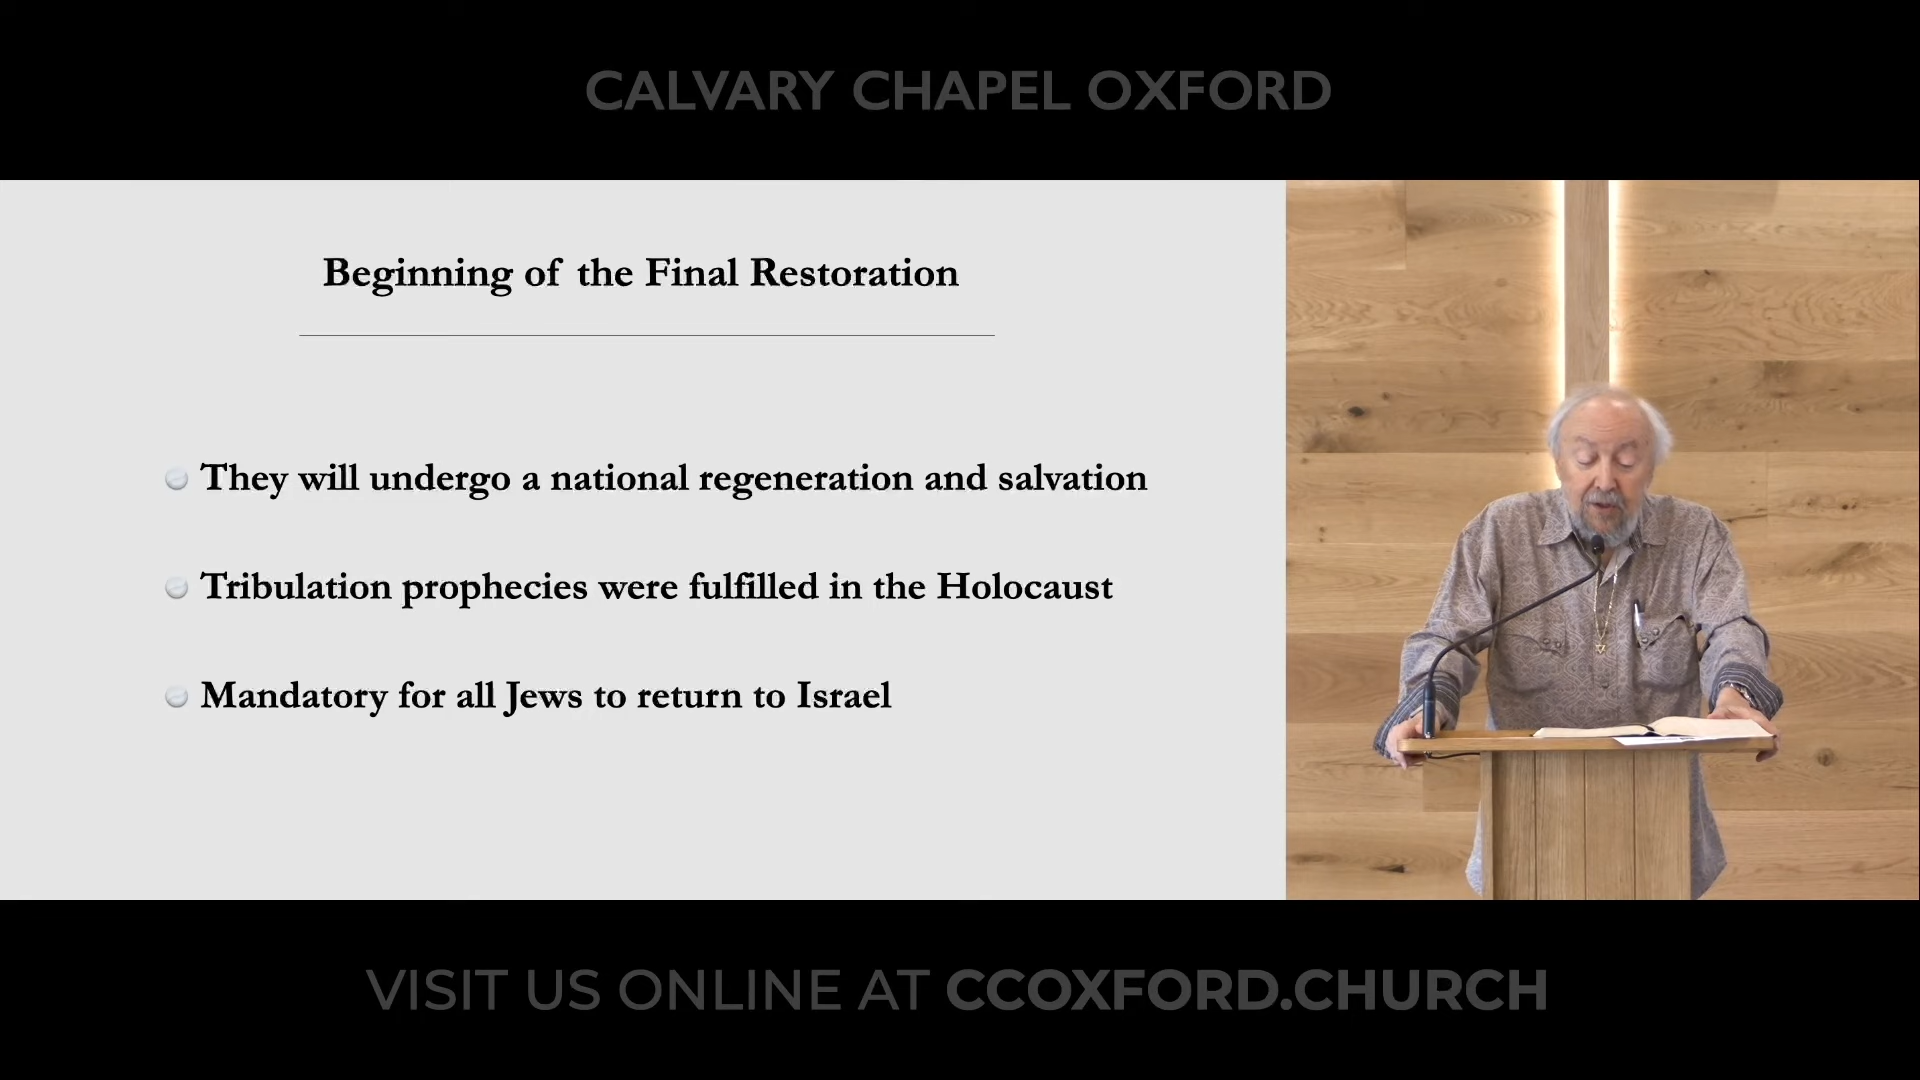 CALVARY CHAPEL OXFORD
Beginning of the Final Restoration
They will undergo a national regeneration and salvation
Tribulation prophecies were fulfilled in the Holocaust
Mandatory for all Jews to return to Israel
VISIT US ONLINE AT CCOXFORD.CHURCH